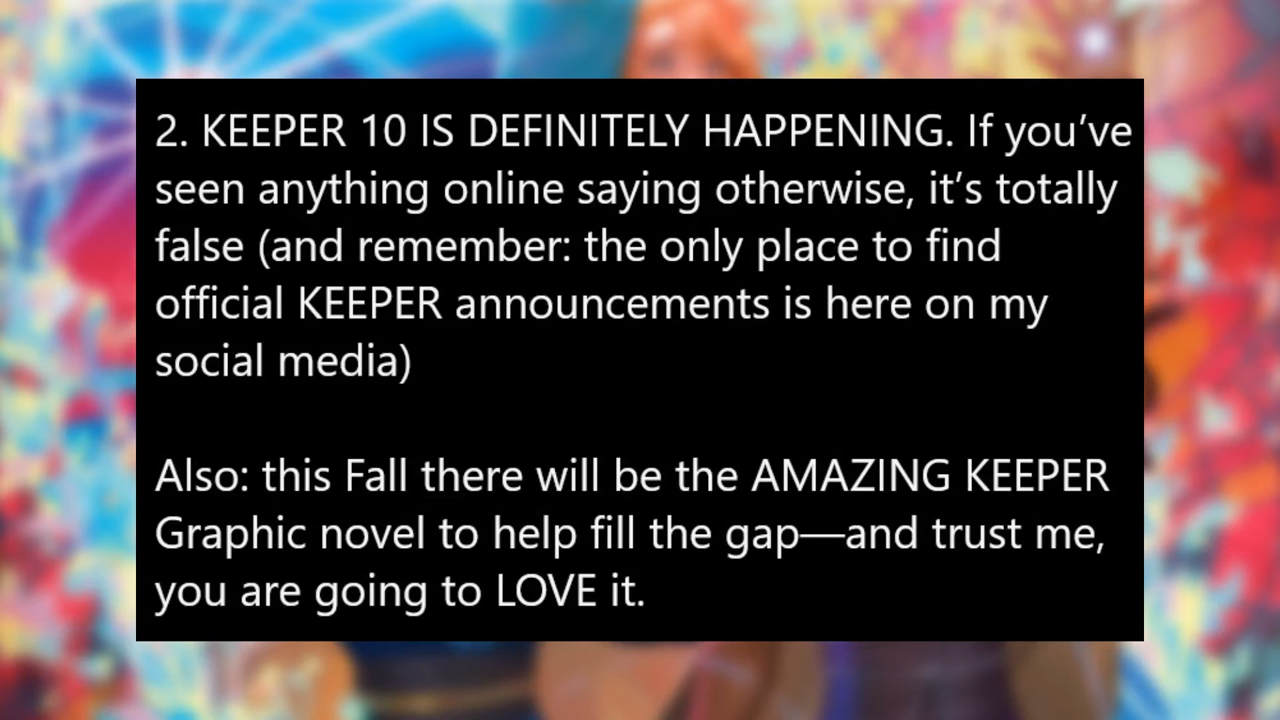 2. KEEPER 10 IS DEFINITELY HAPPENING. If you’ve
seen anything online saying otherwise, it’s totally
false (and remember: the only place to find
official KEEPER announcements is here on my
social media)
Also: this Fall there will be the AMAZING KEEPER
Graphic novel to help fill the gap—and trust me,
you are going to LOVE it.